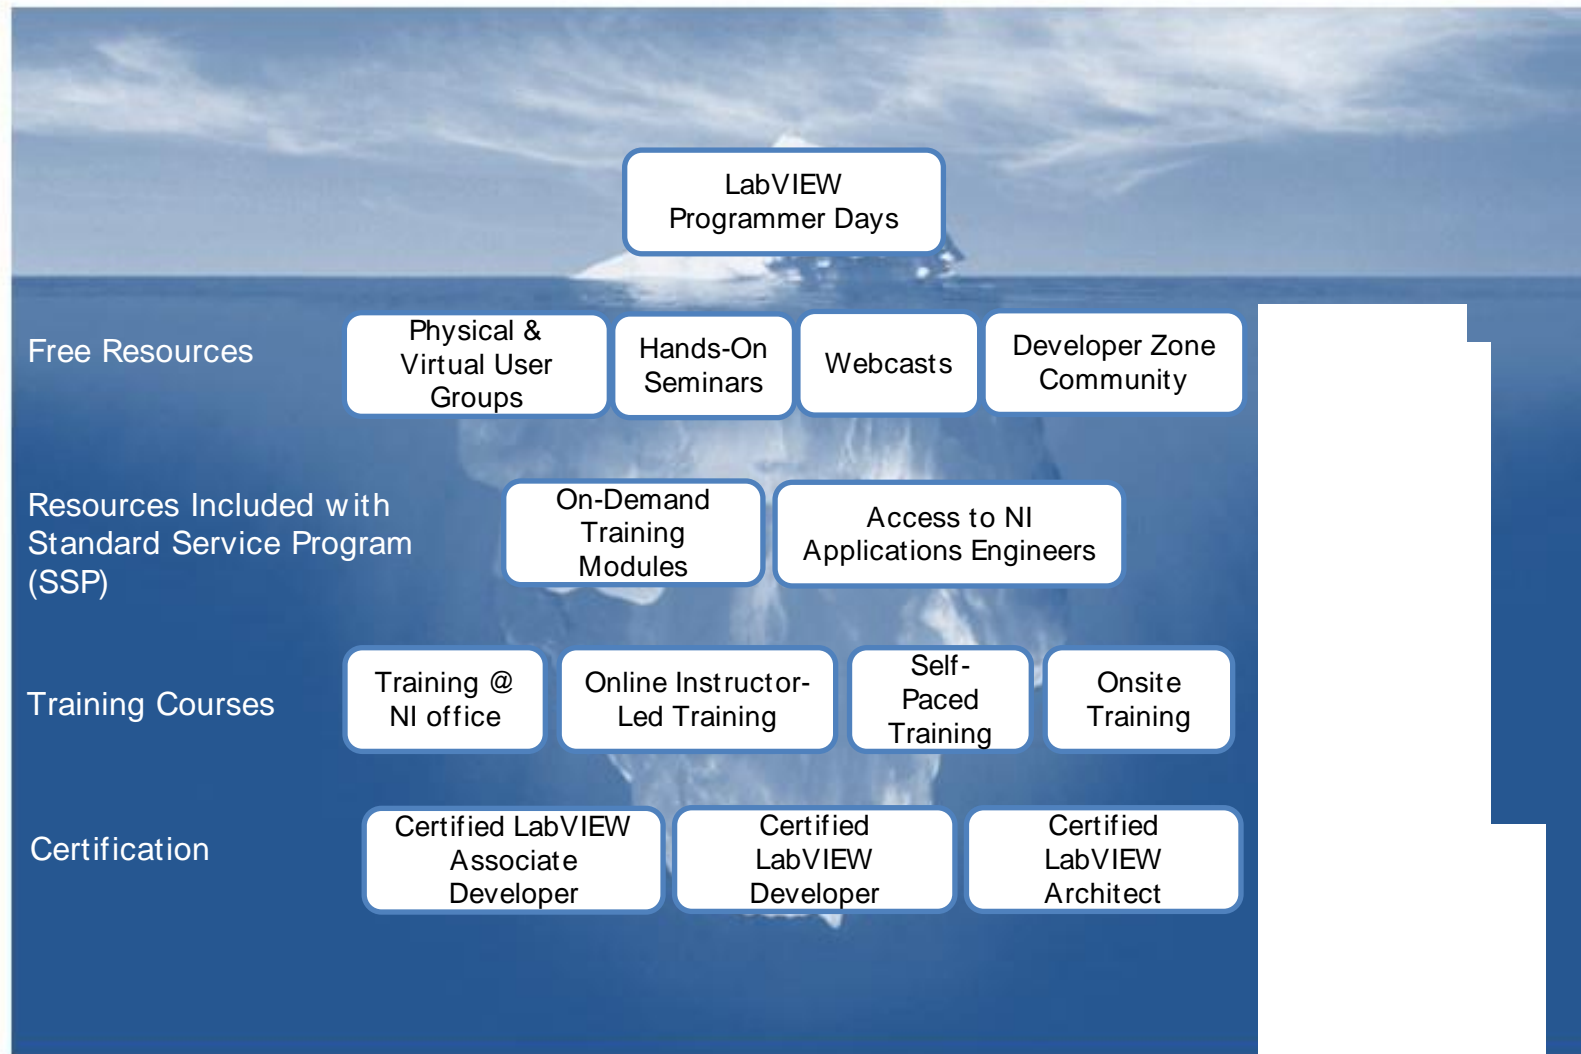 LabVIEW
Programmer Days
Free Resources
Physical &
Virtual User
Groups
Hands-On
Seminars
Webcasts
Developer Zone
Community
Resources Included with
Standard Service Program
(SSP)
On-Demand
Training
Modules
Access to NI
Applications Engineers
Training Courses
Training @
NI office
Online Instructor-
Led Training
Self-
Paced
Training
Onsite
Training
Certification
Certified LabVIEW
Associate
Developer
Certified
LabVIEW
Developer
Certified
LabVIEW
Architect